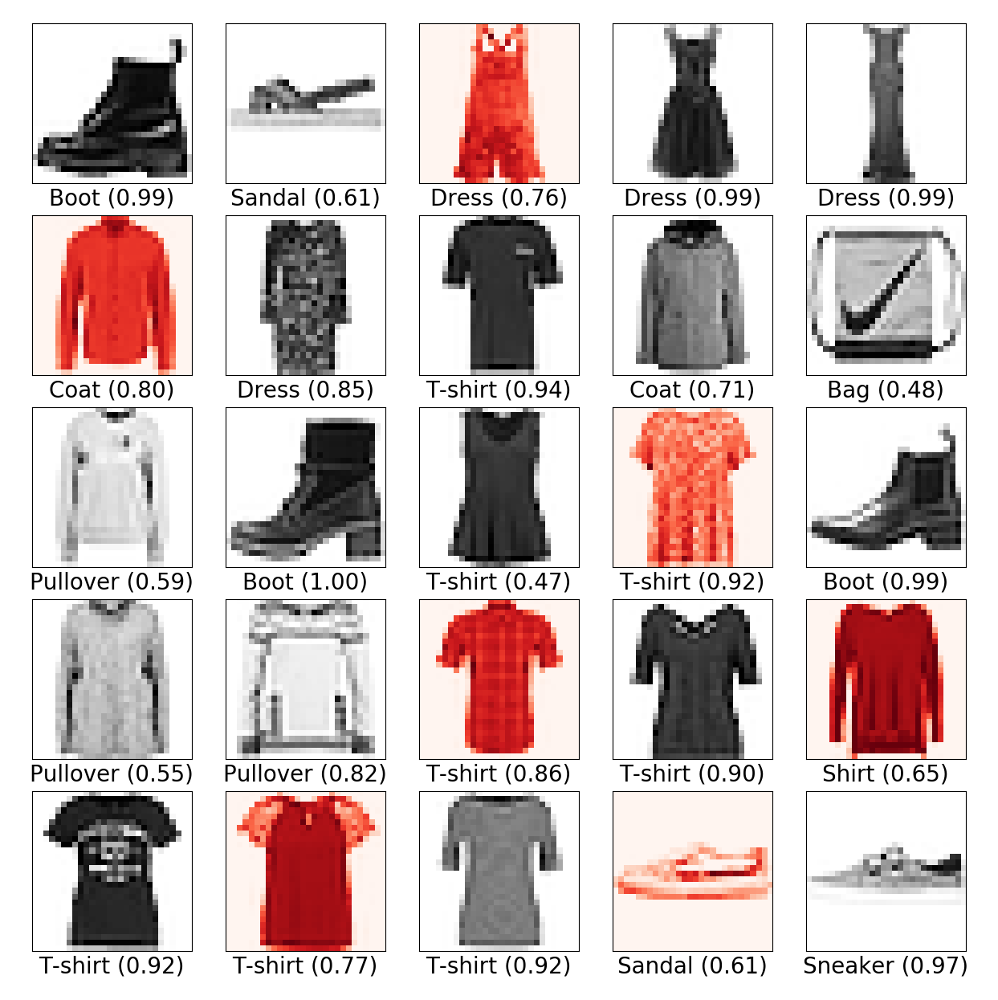 Boot (0.99) Sandal (0.61) Dress (0.76) Dress (0.99) Dress (0.99)
Coat (0.80) Dress (0.85) T-shirt (0.94) Coat (0.71) Bag (0.48)
Pullover (0.59) Boot (1.00) T-shirt (0.47) T-shirt (0.92) Boot (0.99)
Pullover (0.55) Pullover (0.82) T-shirt (0.86) T-shirt (0.90) Shirt (0.65)
T-shirt (0.92) T-shirt (0.77) T-shirt (0.92) Sandal (0.61) Sneaker (0.97)